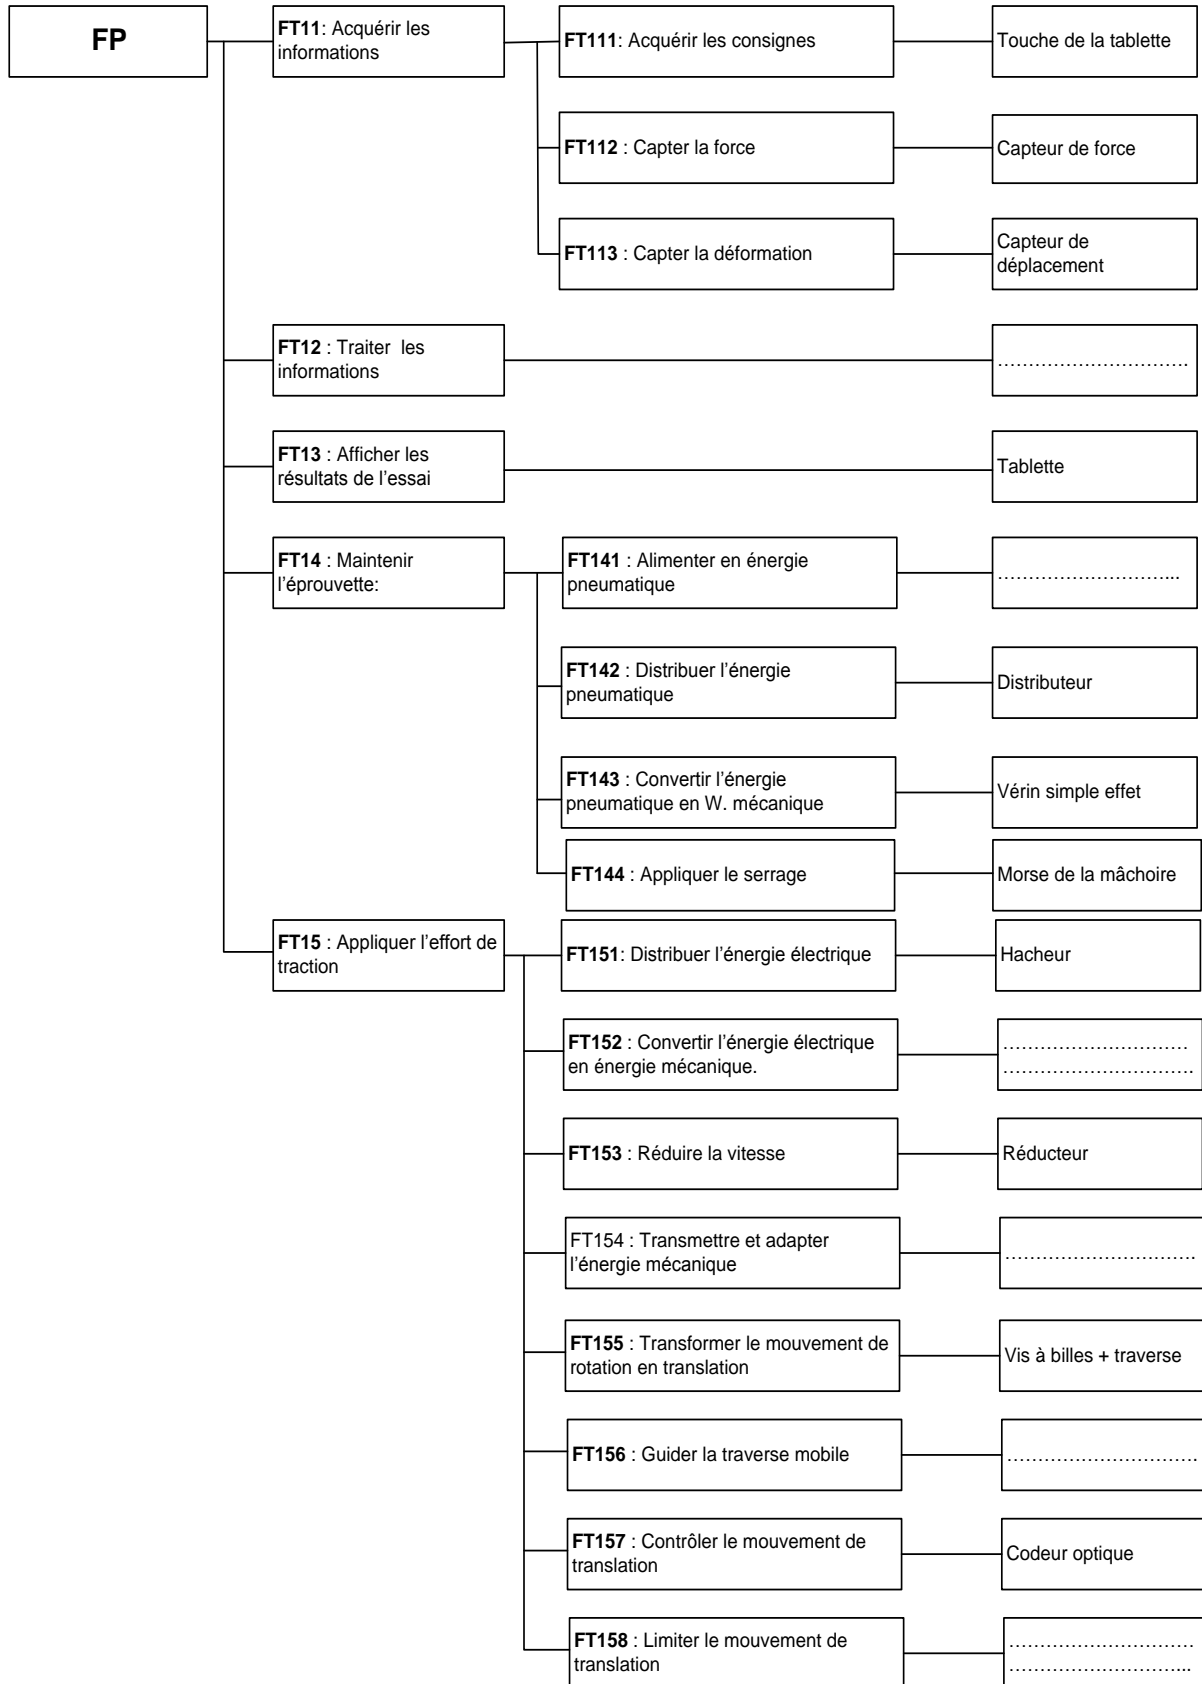 FP
FT11: Acquérir les
informations
FT111: Acquérir les consignes
Touche de la tablette
FT112 : Capter la force
Capteur de force
FT113 : Capter la déformation
Capteur de
déplacement
FT12 : Traiter les
informations
………………………….
FT13 : Afficher les
résultats de l’essai
Tablette
FT14 : Maintenir
l’éprouvette:
FT141 : Alimenter en énergie
pneumatique
………………………...
FT142 : Distribuer l’énergie
pneumatique
Distributeur
FT143 : Convertir l’énergie
pneumatique en W. mécanique
Vérin simple effet
FT144 : Appliquer le serrage
Morse de la mâchoire
FT15 : Appliquer l’effort de
traction
FT151: Distribuer l’énergie électrique
Hacheur
FT152 : Convertir l’énergie électrique
en énergie mécanique.
…………………………
………………………….
FT153 : Réduire la vitesse
Réducteur
FT154 : Transmettre et adapter
l’énergie mécanique
………………………….
FT155 : Transformer le mouvement de
rotation en translation
Vis à billes + traverse
FT156 : Guider la traverse mobile
………………………….
FT157 : Contrôler le mouvement de
translation
Codeur optique
FT158 : Limiter le mouvement de
translation
…………………………
………………………...